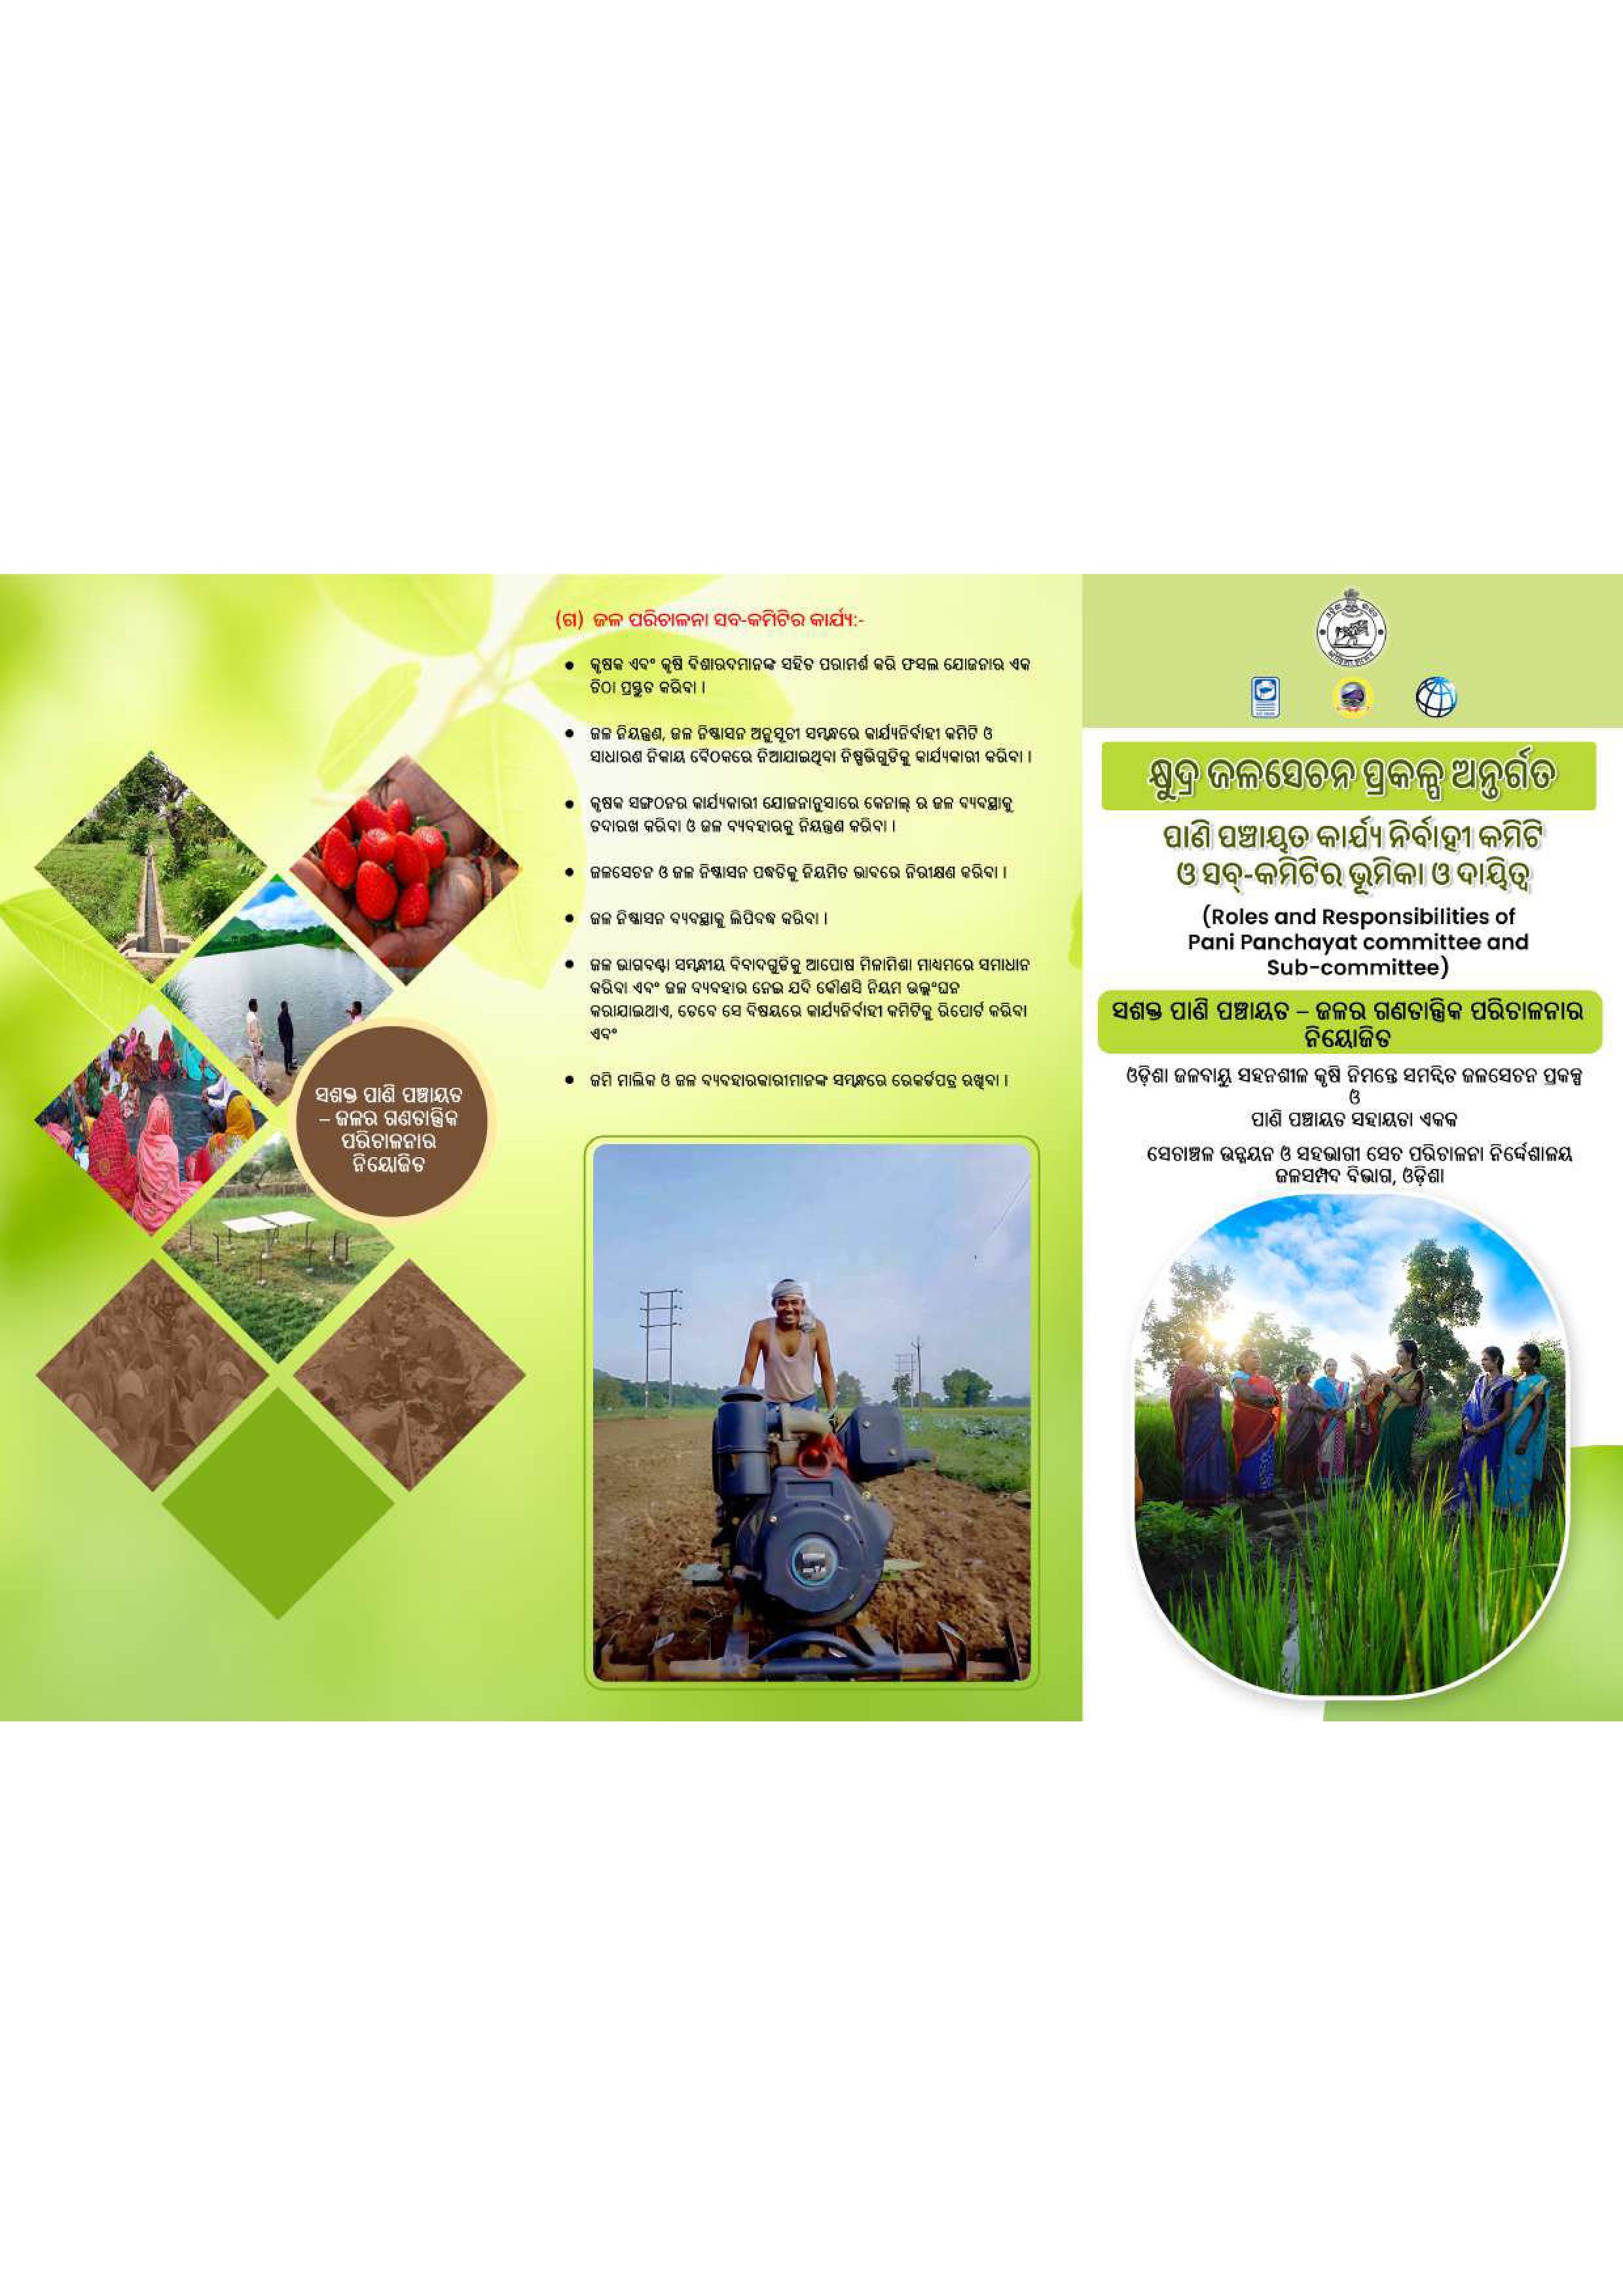 ସଶକ୍ତ ପାଣି ପଞ୍ଚାୟତ
– ଜଳର ଗଣତାନ୍ତ୍ରିକ
ପରିଚାଳନାର
ନିୟୋଜିତ
(ଗ) ଜଳ ପରିଚାଳନା ସବ-କମିଟିର କାର୍ଯ୍ୟ:-
● କୃଷକ ଏବଂ କୃଷି ବିଶାରଦମାନଙ୍କ ସହିତ ପରାମର୍ଶ କରି ଫସଲ ଯୋଜନାର ଏକ
ଚିଠା ପ୍ରସ୍ତୁତ କରିବା ।
● ଜଳ ନିୟନ୍ତ୍ରଣ, ଜଳ ନିଷ୍କାସନ ଅନୁସୂଚୀ ସମ୍ବନ୍ଧରେ କାର୍ଯ୍ୟନିର୍ବାହୀ କମିଟି ଓ
ସାଧାରଣ ନିକାୟ ବୈଠକରେ ନିଆଯାଇଥିବା ନିଷ୍ପତ୍ତିଗୁଡିକୁ କାର୍ଯ୍ୟକାରୀ କରିବା ।
● କୃଷକ ସଙ୍ଗଠନର କାର୍ଯ୍ୟକାରୀ ଯୋଜନାନୁସାରେ କେନାଲ୍ ର ଜଳ ବ୍ୟବସ୍ଥାକୁ
ତଦାରଖ କରିବା ଓ ଜଳ ବ୍ୟବହାରକୁ ନିୟନ୍ତ୍ରଣ କରିବା ।
● ଜଳସେଚନ ଓ ଜଳ ନିଷ୍କାସନ ପଦ୍ଧତିକୁ ନିୟମିତ ଭାବରେ ନିରୀକ୍ଷଣ କରିବା ।
● ଜଳ ନିଷ୍କାସନ ବ୍ୟବସ୍ଥାକୁ ଲିପିବଦ୍ଧ କରିବା ।
● ଜଳ ଭାଗବଣ୍ଟା ସମ୍ବନ୍ଧୀୟ ବିବାଦଗୁଡିକୁ ଆପୋଷ ମିଳାମିଶା ମାଧ୍ୟମରେ ସମାଧାନ
କରିବା ଏବଂ ଜଳ ବ୍ୟବହାର ନେଇ ଯଦି କୌଣସି ନିୟମ ଉଲ୍ଲଂଘନ
କରାଯାଇଥାଏ, ତେବେ ସେ ବିଷୟରେ କାର୍ଯ୍ୟନିର୍ବାହୀ କମିଟିକୁ ରିପୋର୍ଟ କରିବା
ଏବଂ
● ଜମି ମାଲିକ ଓ ଜଳ ବ୍ୟବହାରକାରୀମାନଙ୍କ ସମ୍ବନ୍ଧରେ ରେକର୍ଡପତ୍ର ରଖିବା ।
କ୍ଷୁଦ୍ର ଜଳସେଚନ ପ୍ରକଳ୍ପ ଅନ୍ତର୍ଗତ
ପାଣି ପଞ୍ଚାୟତ କାର୍ଯ୍ୟ ନିର୍ବାହୀ କମିଟି
ଓ ସବ୍-କମିଟିର ଭୂମିକା ଓ ଦାୟିତ୍ୱ
(Roles and Responsibilities of
Pani Panchayat committee and
Sub-committee)
ସଶକ୍ତ ପାଣି ପଞ୍ଚାୟତ – ଜଳର ଗଣତାନ୍ତ୍ରିକ ପରିଚାଳନାର
ନିୟୋଜିତ
ଓଡ଼ିଶା ଜଳବାୟୁ ସହନଶୀଳ କୃଷି ନିମନ୍ତେ ସମନ୍ୱିତ ଜଳସେଚନ ପ୍ରକଳ୍ପ
ଓ
ପାଣି ପଞ୍ଚାୟତ ସହାୟତା ଏକକ
ସେଚାଞ୍ଚଳ ଉନ୍ନୟନ ଓ ସହଭାଗୀ ସେଚ ପରିଚାଳନା ନିର୍ଦ୍ଦେଶାଳୟ
ଜଳସମ୍ପଦ ବିଭାଗ, ଓଡ଼ିଶା